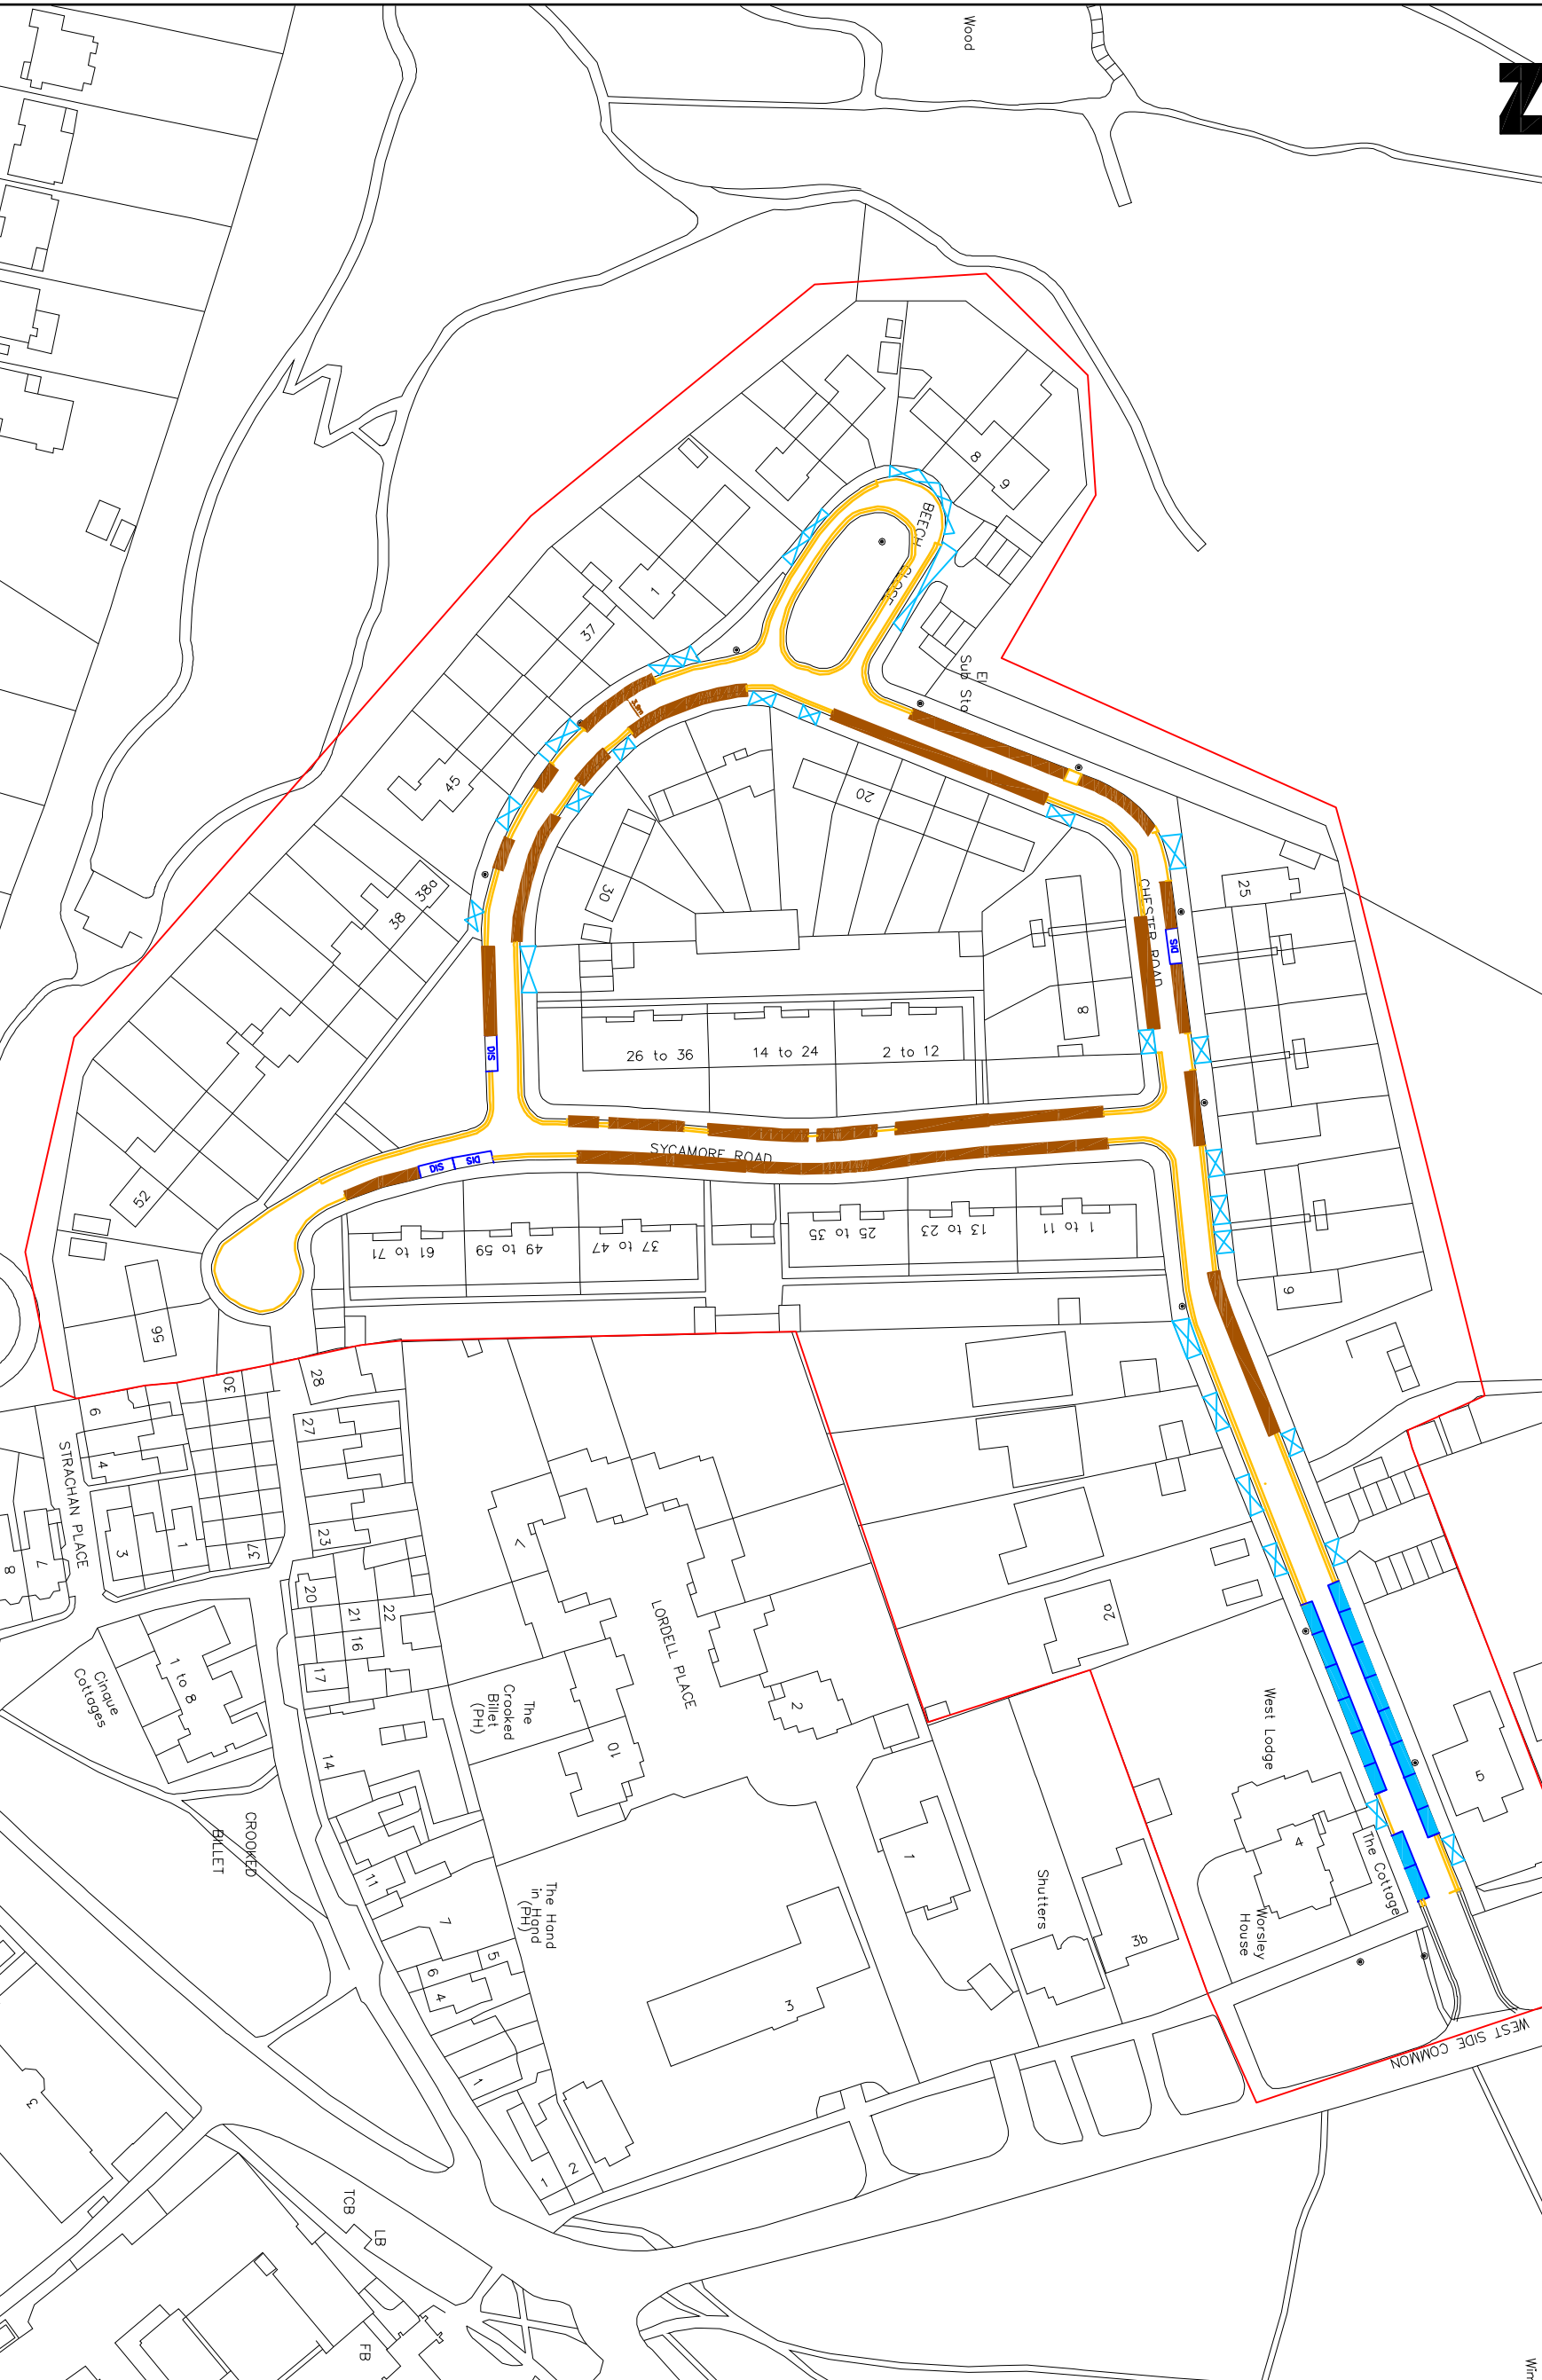 Wood
N
8
9
BEECH
CLOSE
1
37
El
Sub Sta
3.9m
45
20
38a
38
30
CHESTER ROAD
25
DIS
8
DIS
26 to 36
14 to 24
2 to 12
SYCAMORE ROAD
DIS
DIS
52
61 to 71
49 to 59
37 to 47
25 to 35
13 to 23
1 to 11
9
56
30
28
6
27
4
STRACHAN PLACE
23
3
1
37
7
8
20
21
22
16
17
LORDELL PLACE
2a
Cinque
Cottages
1 to 8
The
Crooked
Billet
(PH)
2
10
West Lodge
14
5
CROOKED
BILLET
11
1
4
The Cottage
7
The Hand
in Hand
(PH)
Shutters
3b
Worsley
House
5
6
4
3
WEST SIDE COMMON
1
3
1
2
TCB
LB
FB